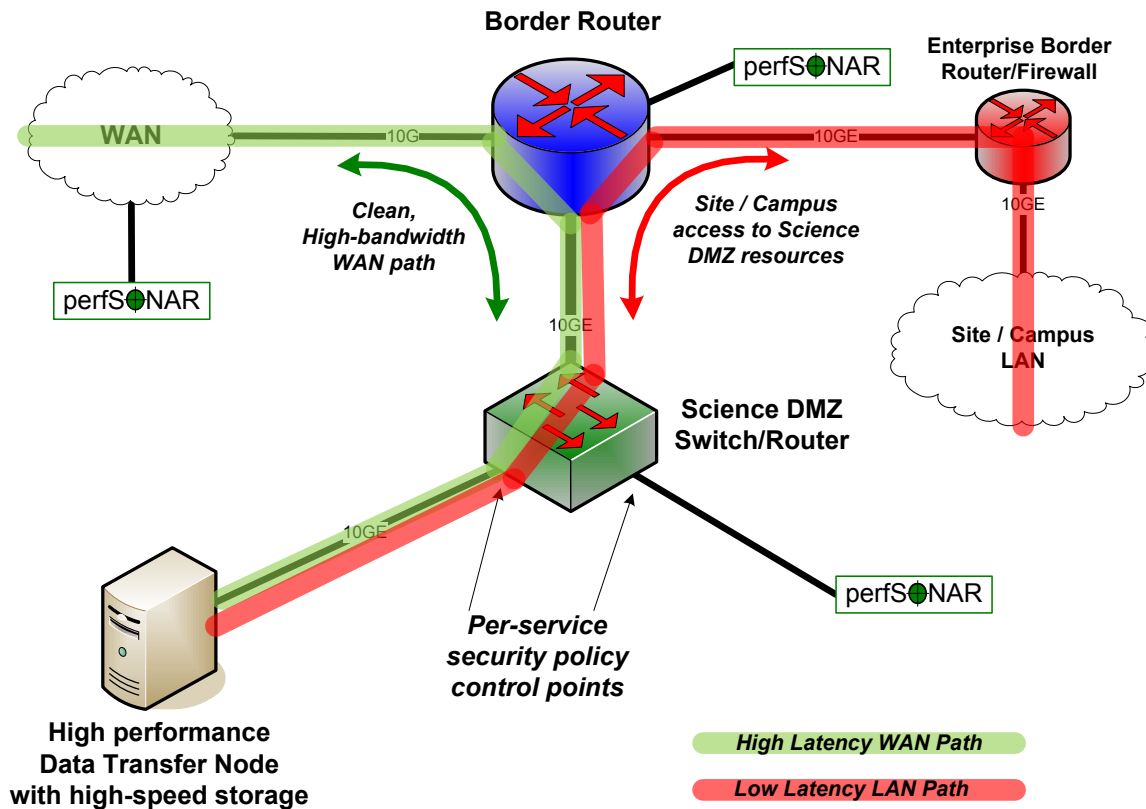 Border Router
perfSONAR
Enterprise Border
Router/Firewall
WAN
10G
10GE
10GE
Clean,
High-bandwidth
WAN path
Site / Campus
access to Science
DMZ resources
perfSONAR
10GE
Site / Campus
LAN
Science DMZ
Switch/Router
10GE
perfSONAR
Per-service
security policy
control points
High performance
Data Transfer Node
with high-speed storage
High Latency WAN Path
Low Latency LAN Path